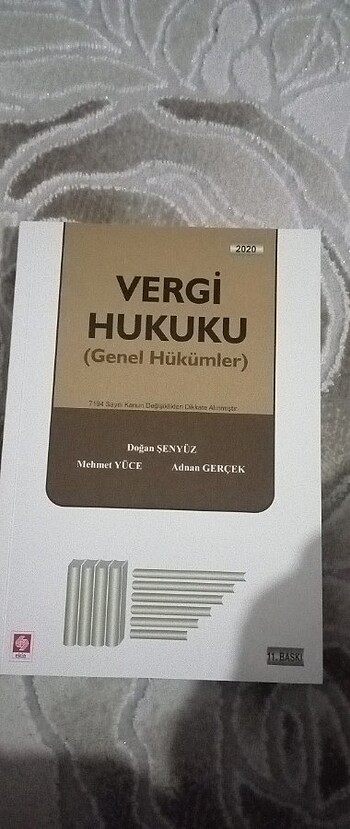 2020
VERGİ
HUKUKU
(Genel Hükümler)
7194 Sayılı Kanun Değişiklikleri Dikkate Alınmıştır
Doğan ŞENYÜZ
Mehmet YÜCE Adnan GERÇEK
ekin
11. BASKI